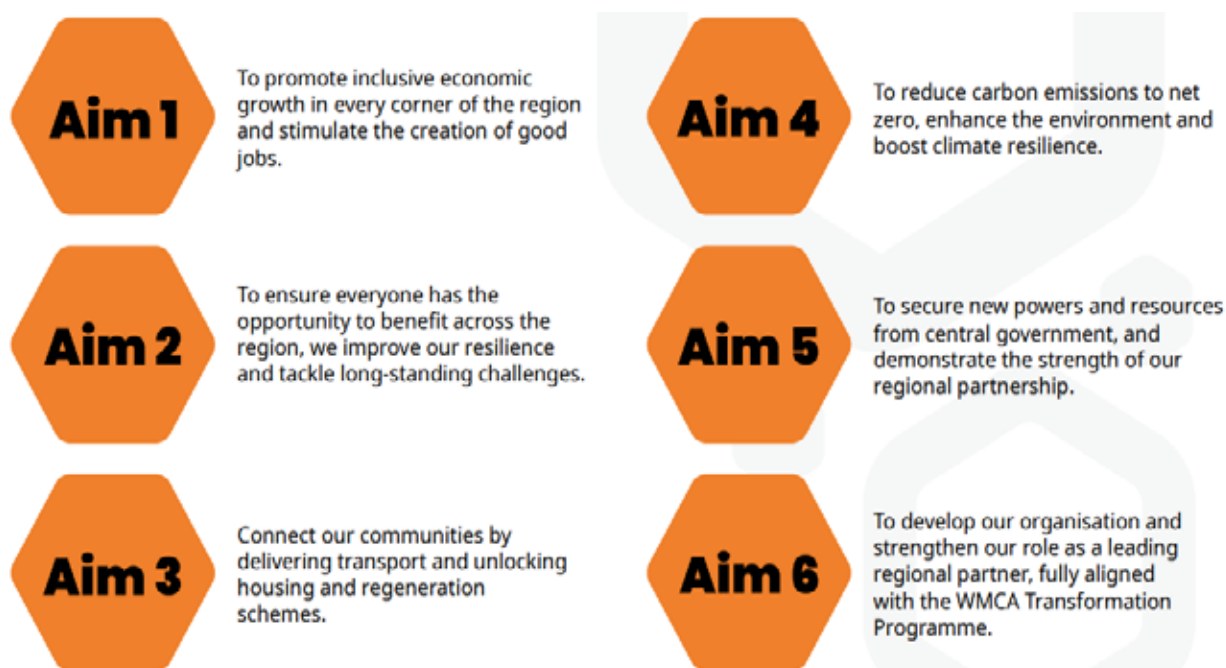 Aim 1
To promote inclusive economic
growth in every corner of the region
and stimulate the creation of good
jobs.
Aim 2
To ensure everyone has the
opportunity to benefit across the
region, we improve our resilience
and tackle long-standing challenges.
Aim 3
Connect our communities by
delivering transport and unlocking
housing and regeneration
schemes.
Aim 4
To reduce carbon emissions to net
zero, enhance the environment and
boost climate resilience.
Aim 5
To secure new powers and resources
from central government, and
demonstrate the strength of our
regional partnership.
Aim 6
To develop our organisation and
strengthen our role as a leading
regional partner, fully aligned
with the WMCA Transformation
Programme.